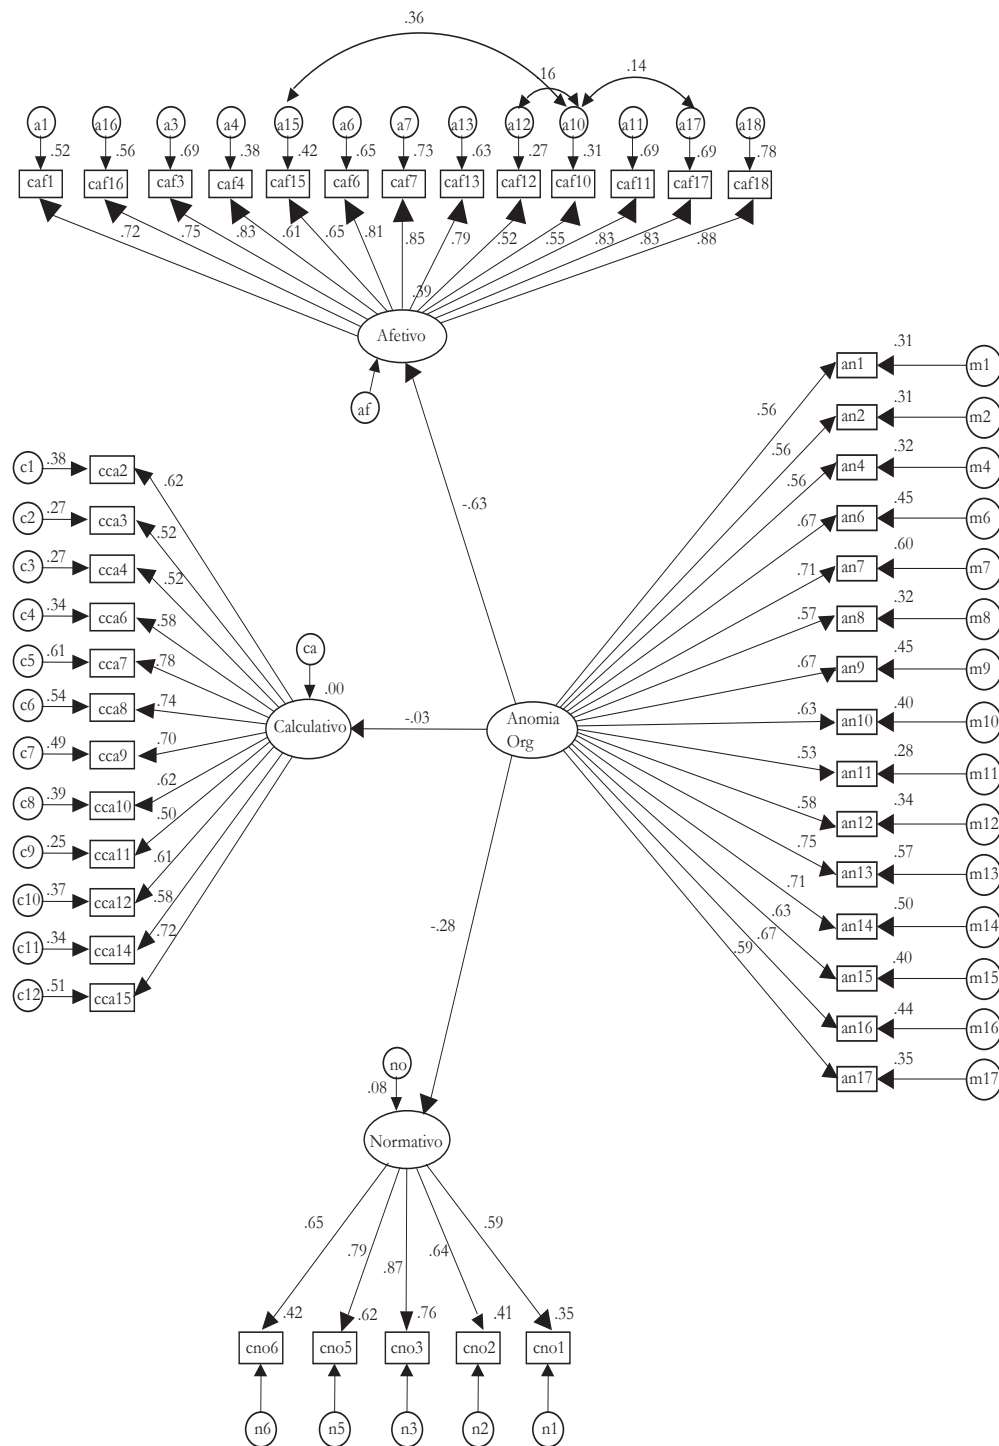 .36
.16
.14
a1 a16 a3 a4 a15 a6 a7 a13 a12 a10 a11 a17 a18
.52 .56 .69 .38 .42 .65 .73 .63 .27 .31 .69 .69 .78
caf1 caf16 caf3 caf4 caf15 caf6 caf7 caf13 caf12 caf10 caf11 caf17 caf18
.72 .75 .83 .61 .65 .81 .85 .79 .52 .55 .83 .83 .88
.39
Afetivo
af
-.63
c1 .38 cca2 .62
c2 .27 cca3 .52
c3 .27 cca4 .52
c4 .34 cca6 .58
c5 .61 cca7 .78
c6 .54 cca8 .74
c7 .49 cca9 .70
c8 .39 cca10 .62
c9 .25 cca11 .50
c10 .37 cca12 .61
c11 .34 cca14 .58
c12 .51 cca15 .72
ca
.00
Calculativo
-.03
Anomia
Org
.56 an1 .31 m1
.56 an2 .31 m2
.56 an4 .32 m4
.67 an6 .45 m6
.71 an7 .60 m7
.57 an8 .32 m8
.67 an9 .45 m9
.63 an10 .40 m10
.53 an11 .28 m11
.58 an12 .34 m12
.75 an13 .57 m13
.71 an14 .50 m14
.63 an15 .40 m15
.67 an16 .44 m16
.59 an17 .35 m17
-.28
no
.08
Normativo
.65 .79 .87 .64 .59
.42 .62 .76 .41 .35
cno6 cno5 cno3 cno2 cno1
n6 n5 n3 n2 n1